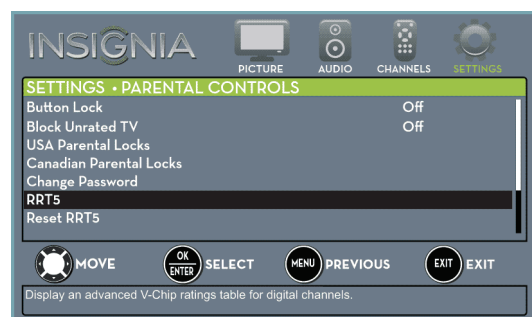 INSIGNIA
PICTURE AUDIO CHANNELS SETTINGS
SETTINGS • PARENTAL CONTROLS
Button Lock Off
Block Unrated TV Off
USA Parental Locks
Canadian Parental Locks
Change Password
RRT5
Reset RRT5
MOVE OK ENTER SELECT MENU PREVIOUS EXIT EXIT
Display an advanced V-Chip ratings table for digital channels.